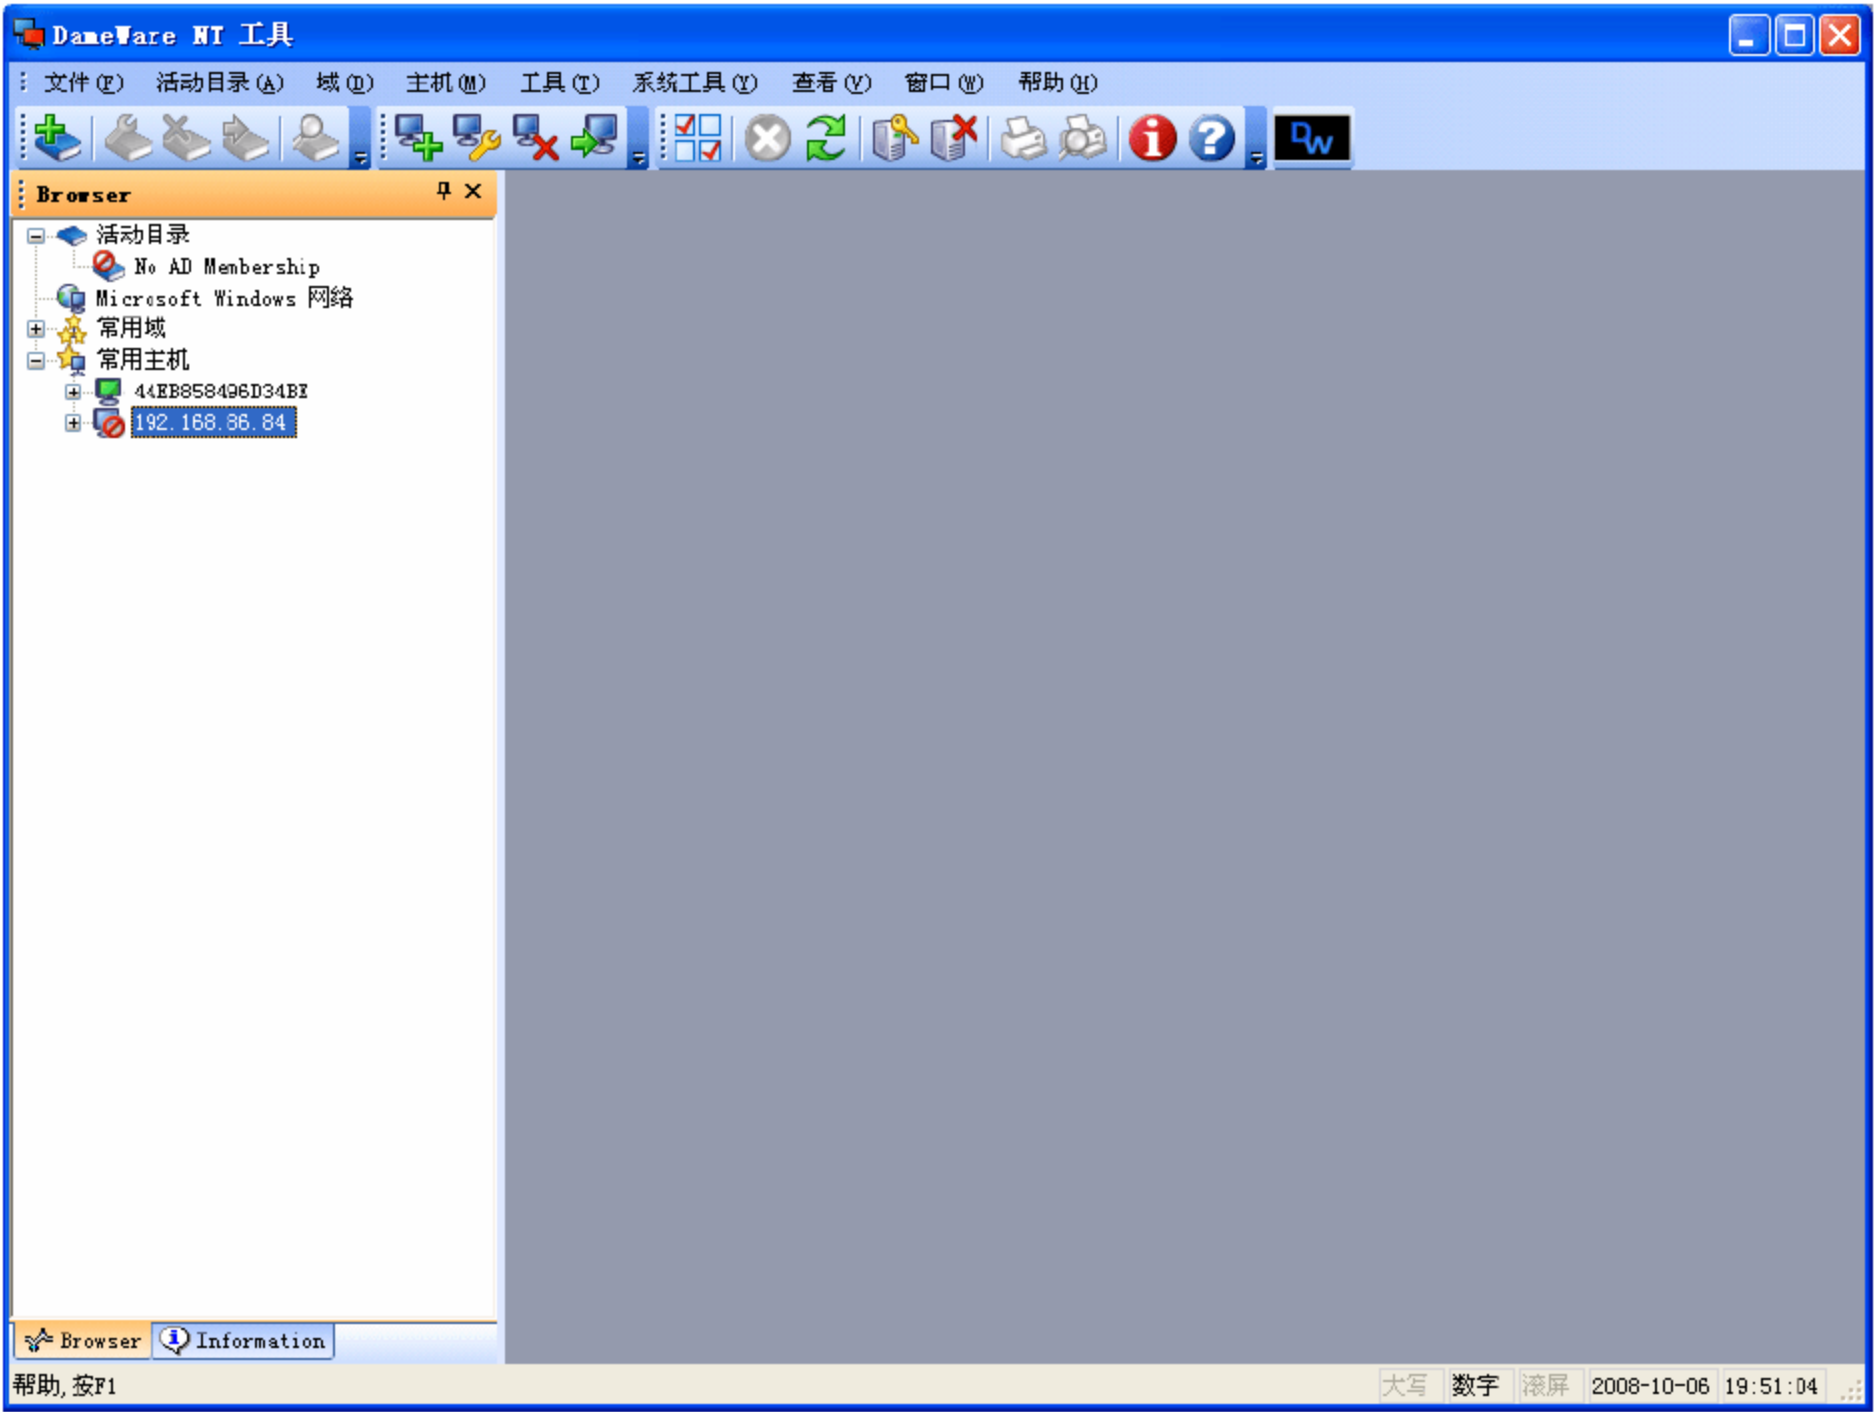 DameWare NT 工具
文件(F) 活动目录(A) 域(D) 主机(M) 工具(T) 系统工具(Y) 查看(V) 窗口(W) 帮助(H)
DW
Browser
活动目录
No AD Membership
Microsoft Windows 网络
常用域
常用主机
44EB858496D34BE
192.168.86.84
Browser Information
帮助,按F1 大写 数字 滚屏 2008-10-06 19:51:04